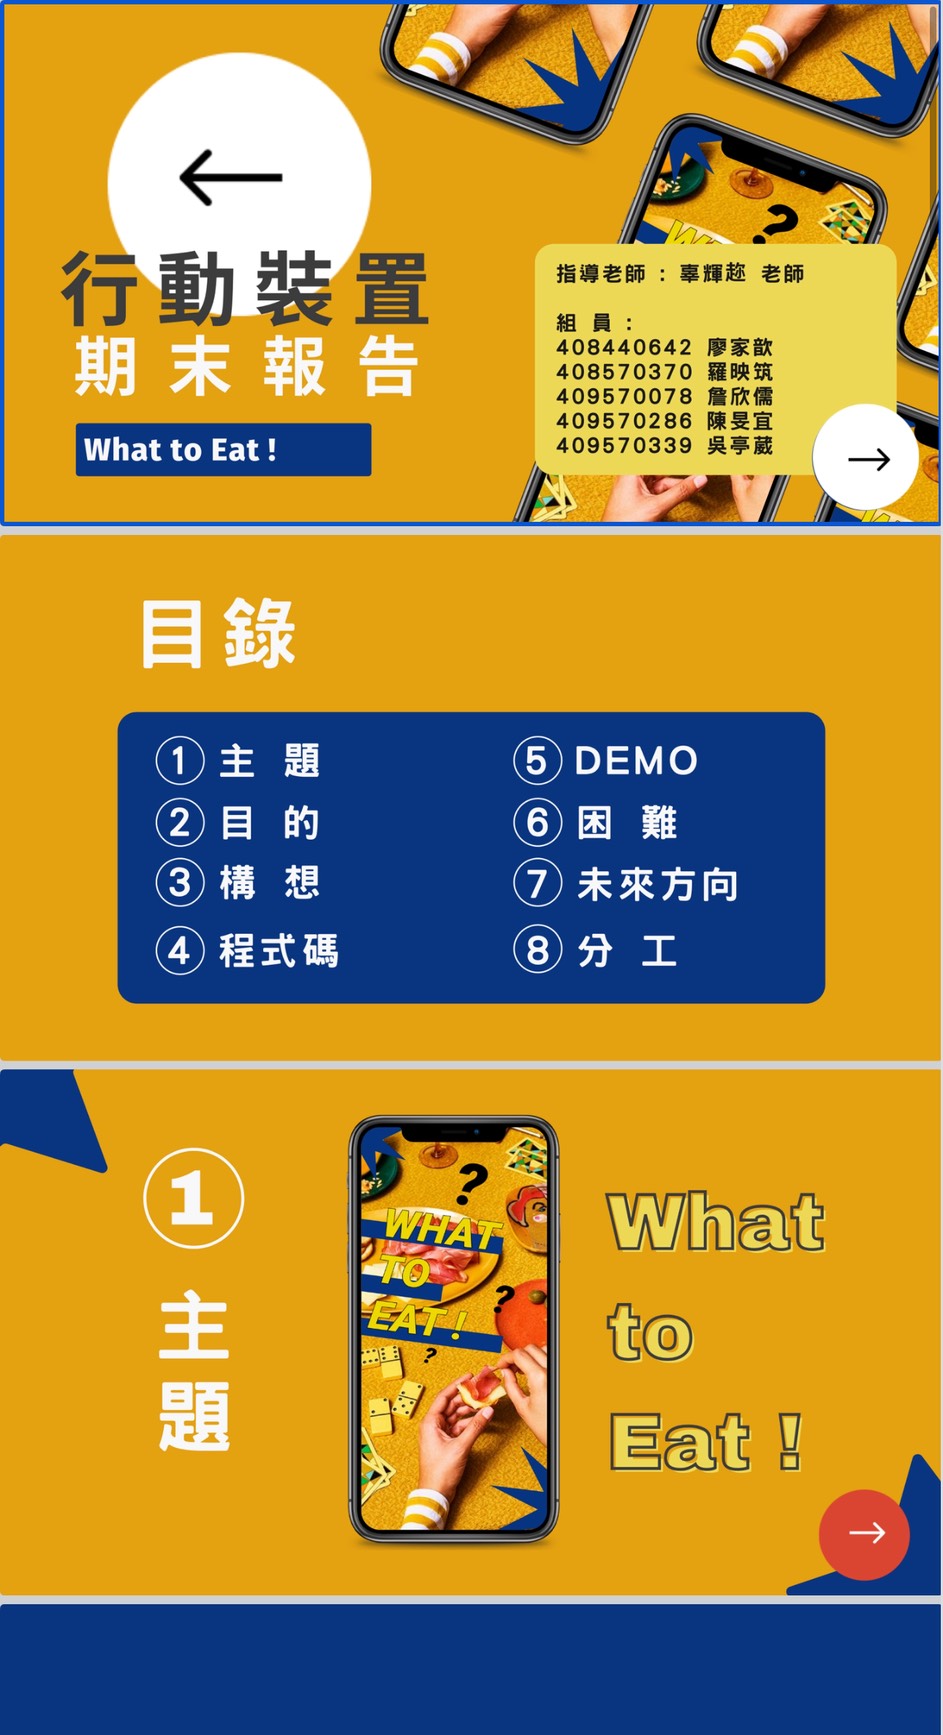 行動裝置
期末報告
What to Eat !
指導老師 : 辜輝趂 老師
組 員 :
408440642 廖家歆
408570370 羅映筑
409570078 詹欣儒
409570286 陳旻宜
409570339 吳亭葳
?
目錄
1 主 題
2 目 的
3 構 想
4 程式碼
5 DEMO
6 困 難
7 未來方向
8 分 工
1
主
題
?
WHAT
TO
?
EAT !
?
What
to
Eat !